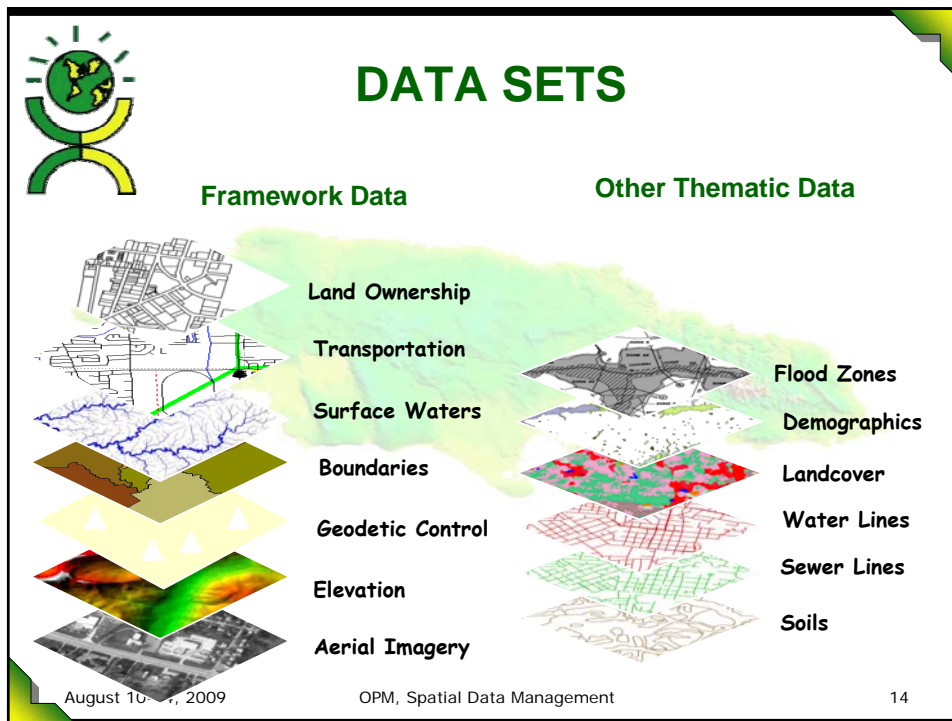 DATA SETS
Framework Data
Land Ownership
Transportation
Surface Waters
Boundaries
Geodetic Control
Elevation
Aerial Imagery
Other Thematic Data
Flood Zones
Demographics
Landcover
Water Lines
Sewer Lines
Soils
August 10- 4, 2009
OPM, Spatial Data Management
14